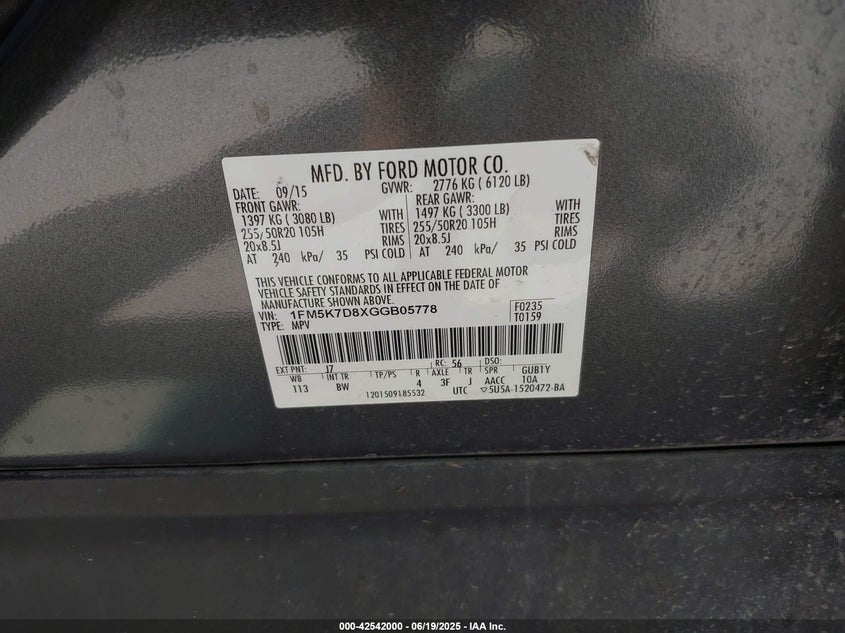 MFD. BY FORD MOTOR CO.
DATE: 09/15 GVWR: 2776 KG ( 6120 LB)
FRONT GAWR: REAR GAWR:
1397 KG ( 3080 LB) WITH 1497 KG ( 3300 LB) WITH
255/50R20 105H TIRES 255/50R20 105H TIRES
20x8.5J RIMS 20x8.5J RIMS
AT 240 kPa/ 35 PSI COLD AT 240 kPa/ 35 PSI COLD
THIS VEHICLE CONFORMS TO ALL APPLICABLE FEDERAL MOTOR
VEHICLE SAFETY STANDARDS IN EFFECT ON THE DATE OF
MANUFACTURE SHOWN ABOVE.
VIN: 1FM5K7D8XGGB05778 F0235
TYPE: MPV T0159
EXT PNT: J7 RC: 56 DSO:
WB INT TR TP/PS R AXLE TR SPR GUB1Y
113 BW 4 3F J AACC 10A
1201509185532 UTC ▽5U5A-1520472-BA
000-42542000 - 06/19/2025 - IAA Inc.